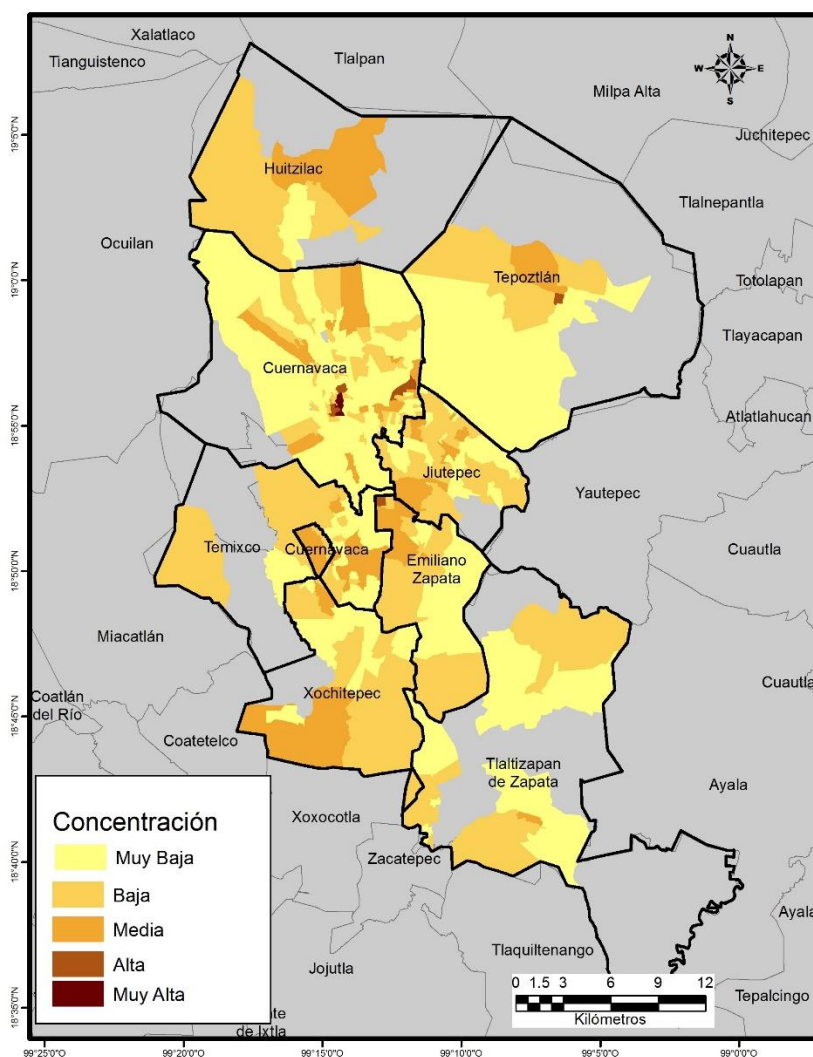 Xalatlaco
Tianguistenco
Tlalpan
N
W
E
S
Milpa Alta
Juchitepec
Huitzilac
Tlalnepantla
Ocuilan
Tepoztlán
Totolapan
Tlayacapan
Cuernavaca
Atlatlahucan
Jiutepec
Yautepec
Temixco
Cuernavaca
Emiliano
Zapata
Cuautla
Miacatlán
Coatlán
del Río
Xochitepec
Cuautla
Coatetelco
Tlaltizapan
de Zapata
Ayala
Xoxocotla
Zacatepec
Ayala
Tlaquiltenango
Jojutla
Tepalcingo
nte
de Ixtla
Concentración
Muy Baja
Baja
Media
Alta
Muy Alta
0 1.5 3 6 9 12
Kilómetros
19°5'0"N
19°0'0"N
18°55'0"N
18°50'0"N
18°45'0"N
18°40'0"N
18°36'0"N
99°25'0"O
99°20'0"O
99°15'0"O
99°10'0"O
99°5'0"O
99°0'0"O